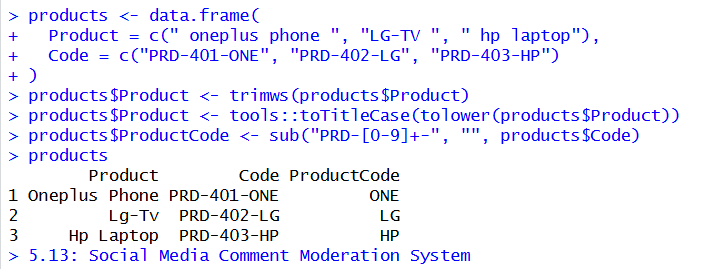 > products <- data.frame(
+   Product = c(" oneplus phone ", "LG-TV ", " hp laptop"),
+   Code = c("PRD-401-ONE", "PRD-402-LG", "PRD-403-HP")
+ )
> products$Product <- trimws(products$Product)
> products$Product <- tools::toTitleCase(tolower(products$Product))
> products$ProductCode <- sub("PRD-[0-9]+-", "", products$Code)
> products
        Product        Code ProductCode
1 Oneplus Phone PRD-401-ONE         ONE
2         Lg-Tv  PRD-402-LG          LG
3     Hp Laptop  PRD-403-HP          HP
> 5.13: Social Media Comment Moderation System